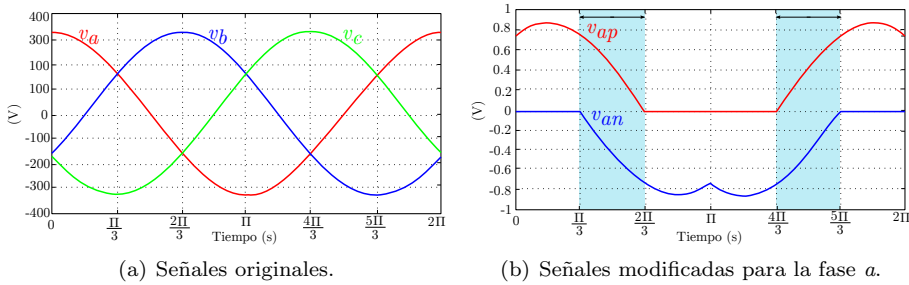 400
300
100
0
-100
-200
-300
-400
(V)
v_a
v_b
v_c
0
Π/3
2Π/3
Π
4Π/3
5Π/3
2Π
Tiempo (s)
(a) Señales originales.
1
0.8
0.6
0.4
0.2
0
-0.2
-0.4
-0.6
-0.8
-1
(V)
v_ap
v_an
0
Π/3
2Π/3
Π
4Π/3
5Π/3
2Π
Tiempo (s)
(b) Señales modificadas para la fase a.